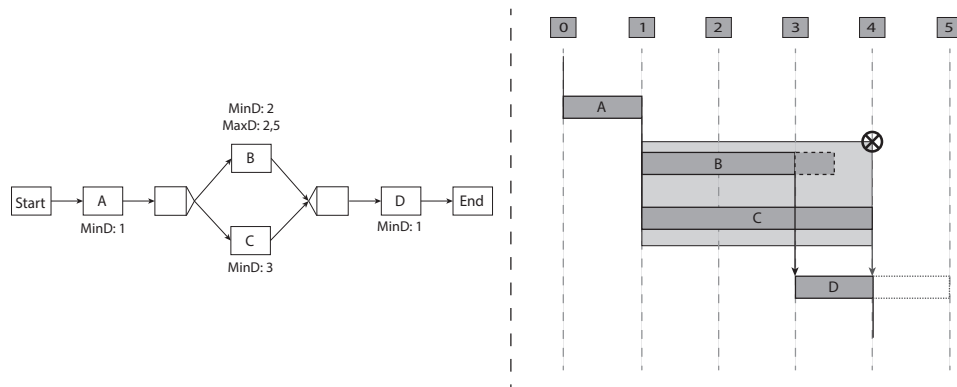 MinD: 2
MaxD: 2,5
B
Start
A
D
End
MinD: 1
MinD: 1
C
MinD: 3
0
1
2
3
4
5
A
B
C
D